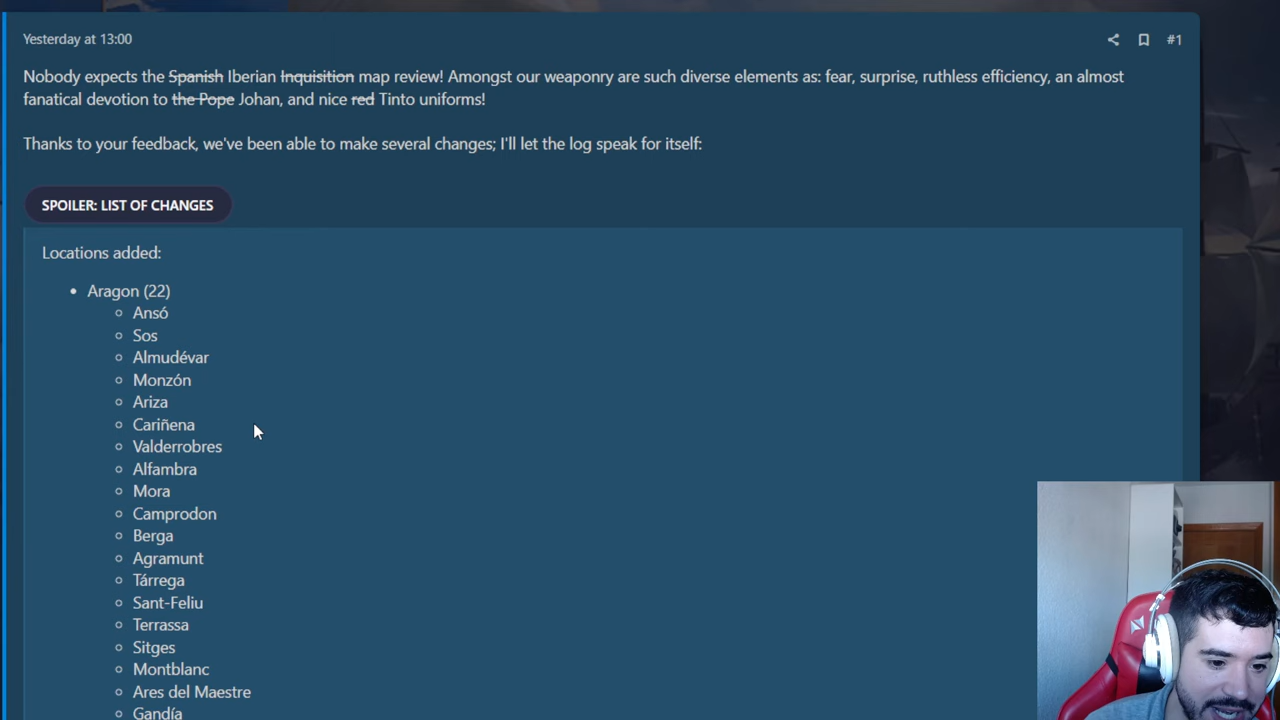 Yesterday at 13:00
#1
Nobody expects the Spanish Iberian Inquisition map review! Amongst our weaponry are such diverse elements as: fear, surprise, ruthless efficiency, an almost
fanatical devotion to the Pope Johan, and nice red Tinto uniforms!
Thanks to your feedback, we've been able to make several changes; I'll let the log speak for itself:
SPOILER: LIST OF CHANGES
Locations added:
• Aragon (22)
○ Ansó
○ Sos
○ Almudévar
○ Monzón
○ Ariza
○ Cariñena
○ Valderrobres
○ Alfambra
○ Mora
○ Camprodon
○ Berga
○ Agramunt
○ Tárrega
○ Sant-Feliu
○ Terrassa
○ Sitges
○ Montblanc
○ Ares del Maestre
○ Gandía